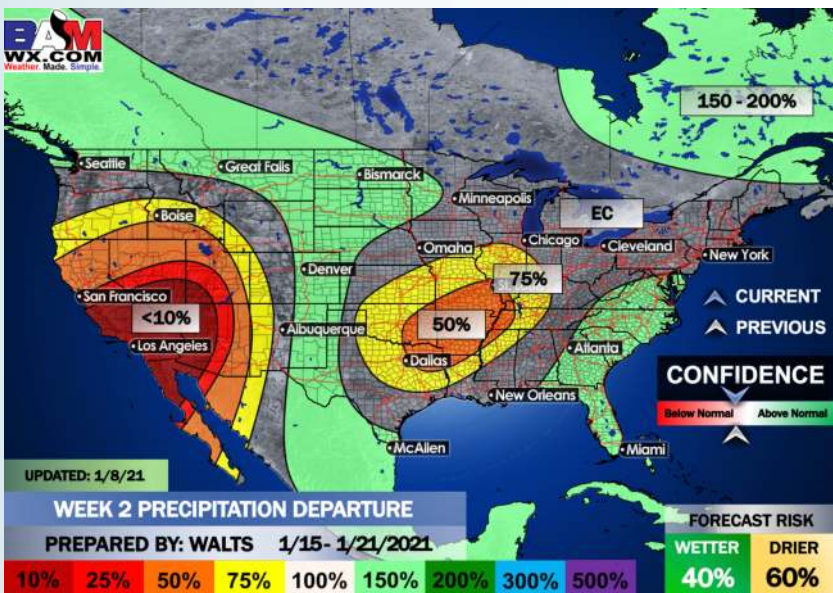 BAM
WX.COM
Weather. Made. Simple.
150 - 200%
Seattle
Great Falls
Bismarck
Minneapolis
Boise
EC
Chicago
Cleveland
New York
Omaha
Denver
75%
San Francisco
<10%
50%
CURRENT
PREVIOUS
Albuquerque
Los Angeles
Dallas
Atlanta
CONFIDENCE
New Orleans
Below Normal
Above Normal
McAllen
Miami
UPDATED: 1/8/21
WEEK 2 PRECIPITATION DEPARTURE
PREPARED BY: WALTS 1/15- 1/21/2021
FORECAST RISK
WETTER DRIER
40% 60%
10% 25% 50% 75% 100% 150% 200% 300% 500%